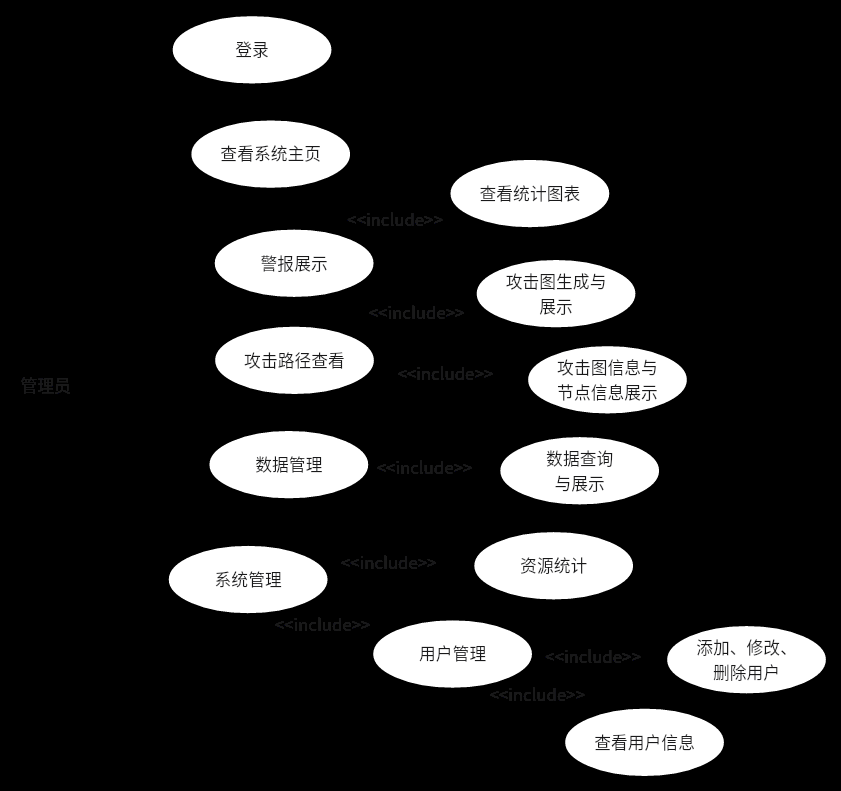 登录
查看系统主页
查看统计图表
<<include>>
警报展示
攻击图生成与
展示
<<include>>
攻击路径查看
<<include>>
攻击图信息与
节点信息展示
管理员
数据管理
<<include>>
数据查询
与展示
系统管理
<<include>>
资源统计
<<include>>
用户管理
<<include>>
添加、修改、
删除用户
<<include>>
查看用户信息